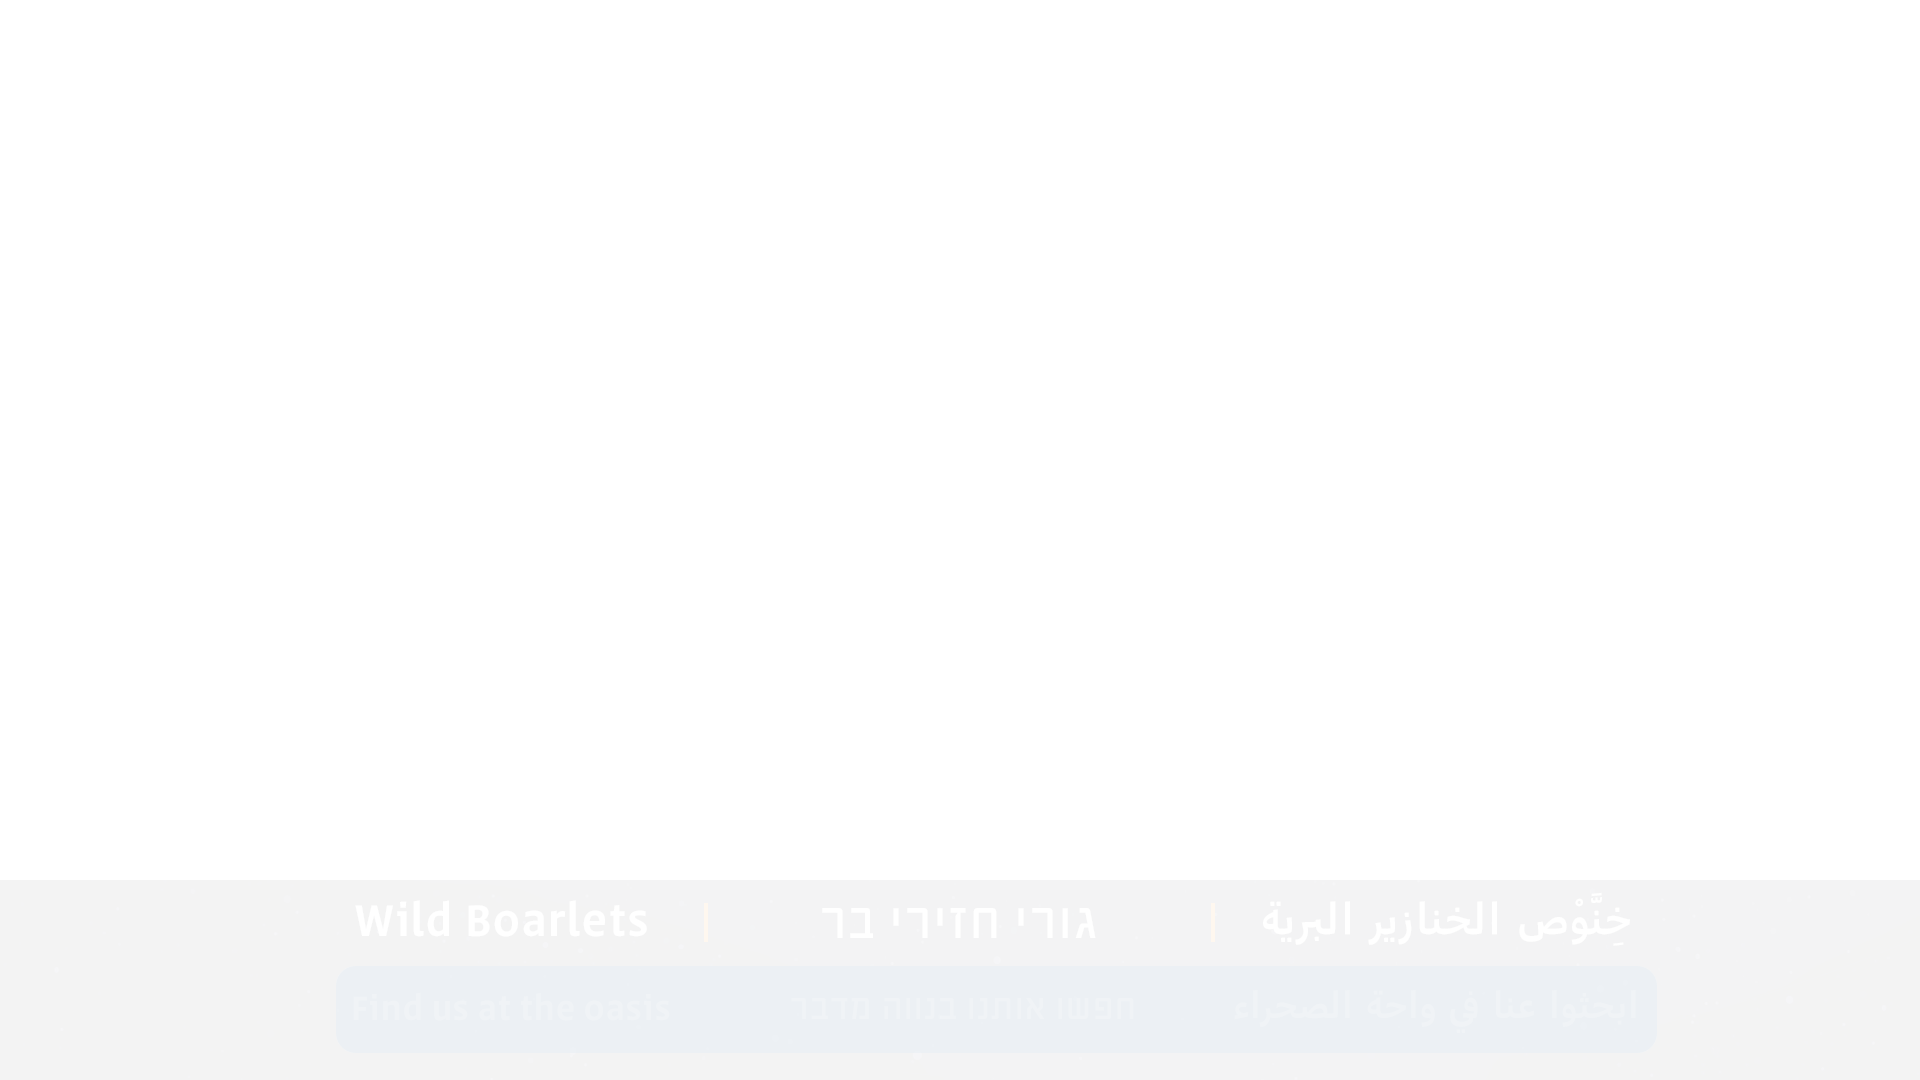 Wild Boarlets | גורי חזירי בר | خِنَّوْص الخنازير البرية
Find us at the oasis חפשו אותנו בנווה מדבר ابحثوا عنا في واحة الصحراء